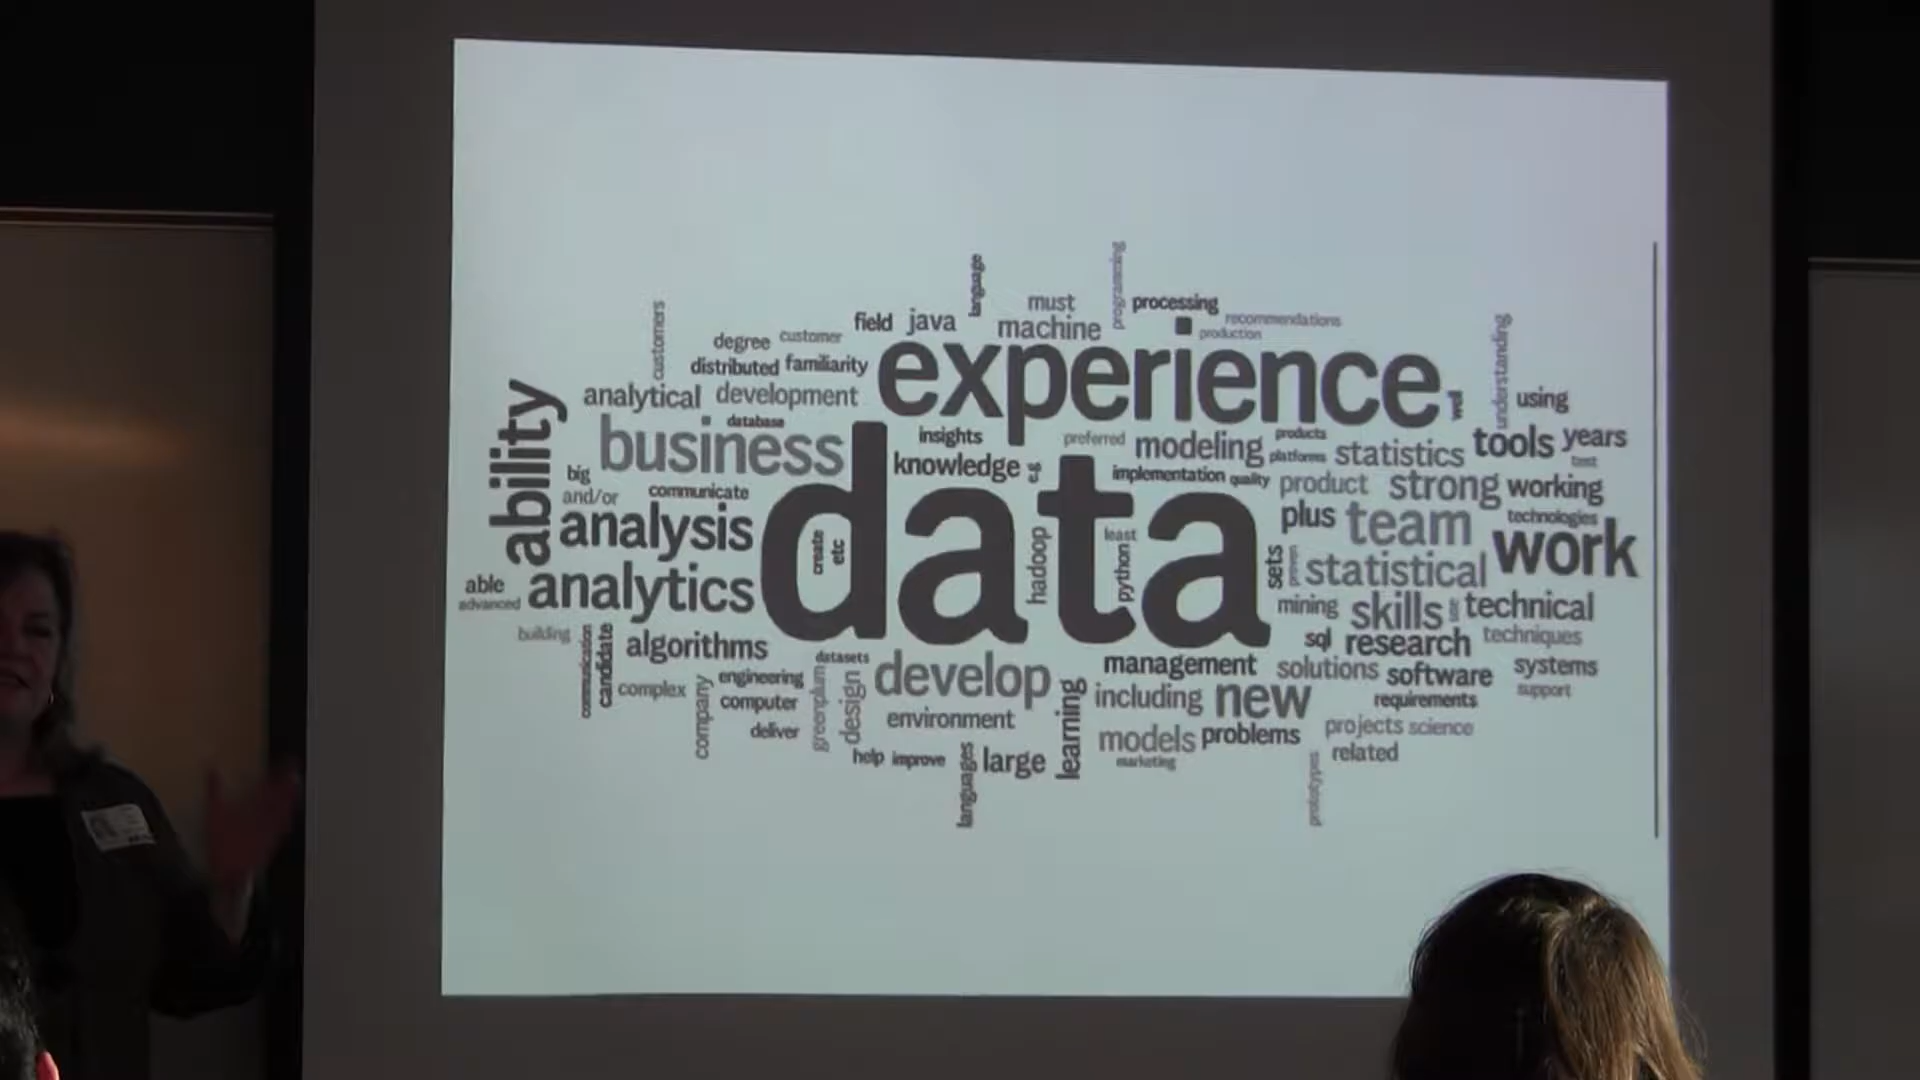 language
programming
must
processing
customers
field java
machine
recommendations
production
degree
customer
understanding
distributed
familiarity
experience
ability
analytical
development
well
using
database
business
insights
preferred
modeling
products
platforms
statistics
tools
years
big
knowledge
implementation
quality
and/or
communicate
data
product
strong
working
analysis
plus
team
technologies
work
create
etc
hadoop
least
python
sets
proven
statistical
able
advanced
analytics
mining
skills
technical
building
communication
candidate
algorithms
sql
research
techniques
datasets
develop
management
solutions
software
systems
complex
company
engineering
greenplum
design
learning
including
new
support
computer
requirements
environment
deliver
models
problems
projects
science
help
improve
languages
large
marketing
related
prototypes